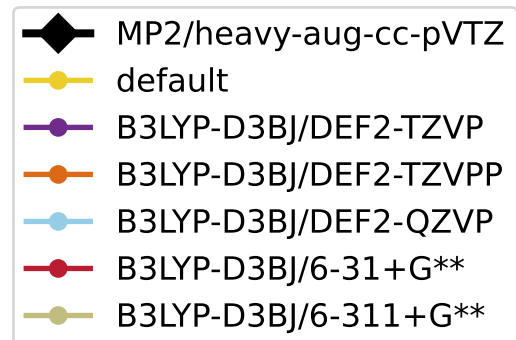 MP2/heavy-aug-cc-pVTZ
default
B3LYP-D3BJ/DEF2-TZVP
B3LYP-D3BJ/DEF2-TZVPP
B3LYP-D3BJ/DEF2-QZVP
B3LYP-D3BJ/6-31+G**
B3LYP-D3BJ/6-311+G**